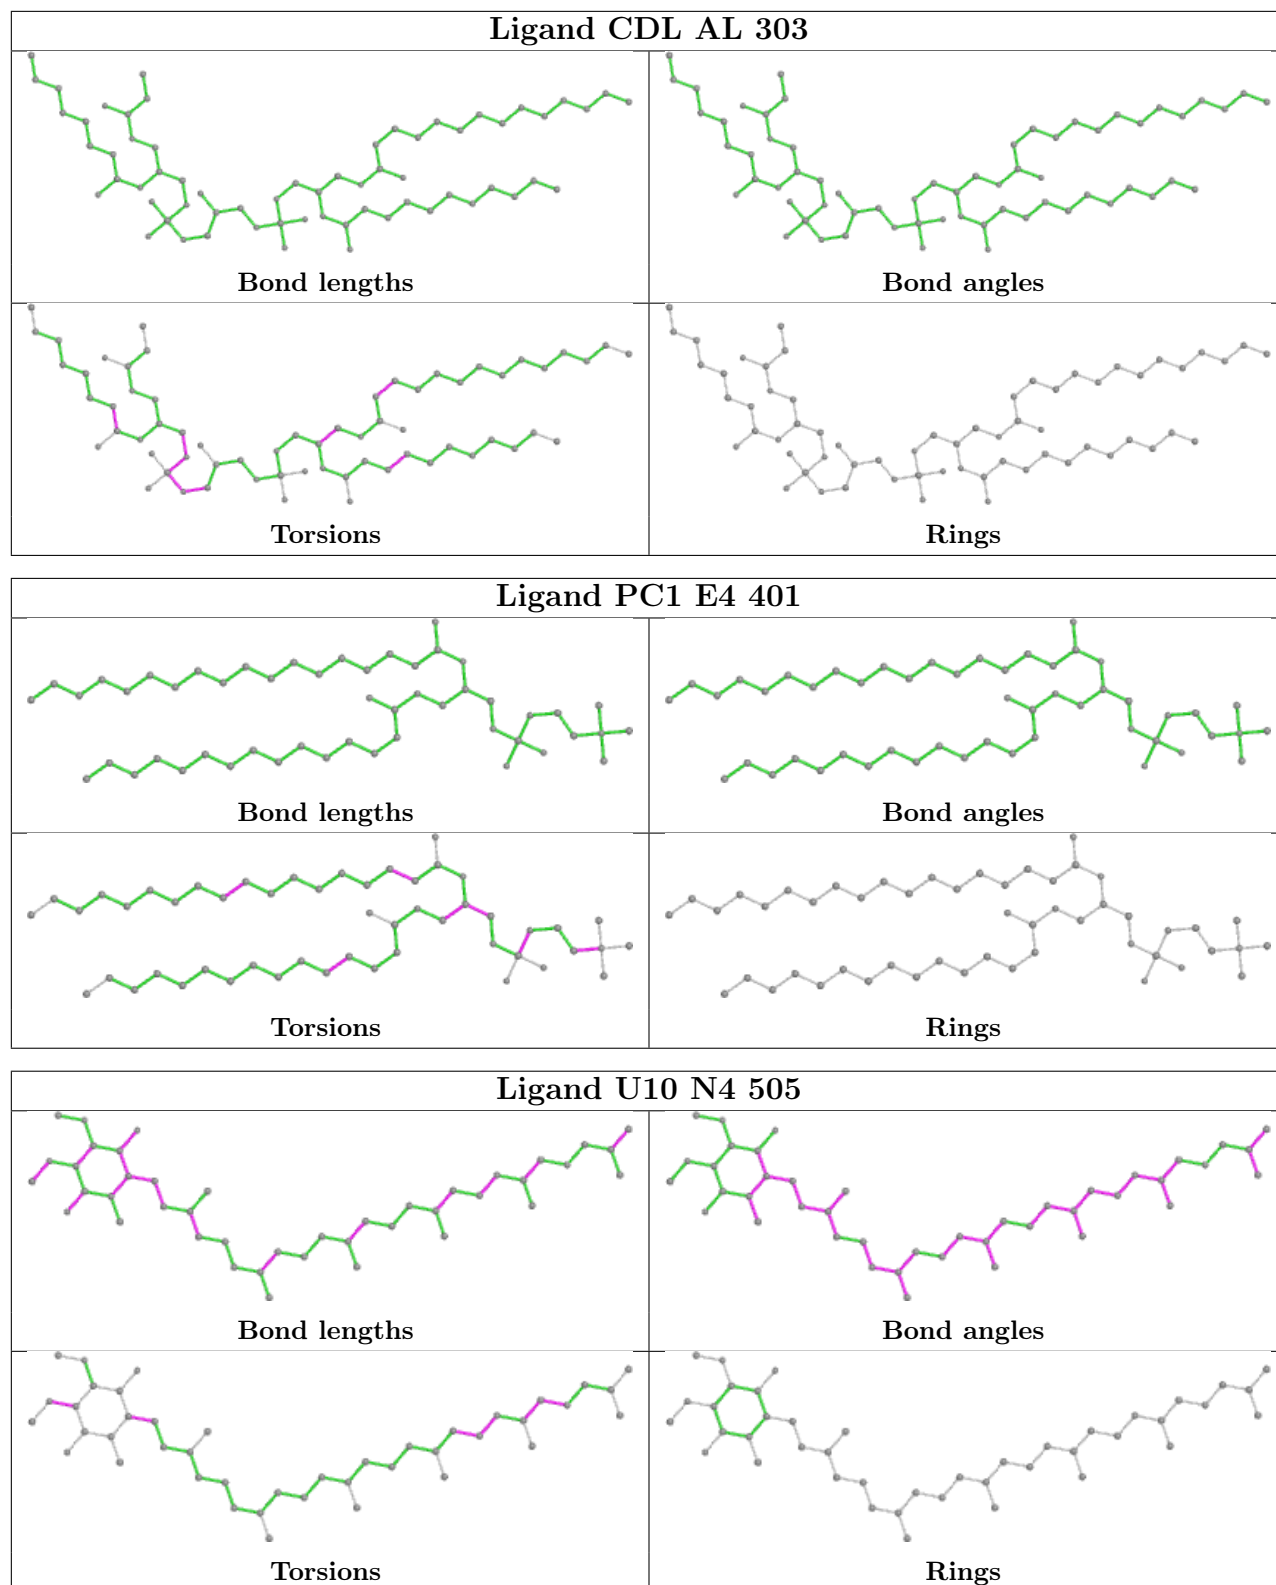 Ligand CDL AL 303
Bond lengths
Bond angles
Torsions
Rings
Ligand PC1 E4 401
Bond lengths
Bond angles
Torsions
Rings
Ligand U10 N4 505
Bond lengths
Bond angles
Torsions
Rings